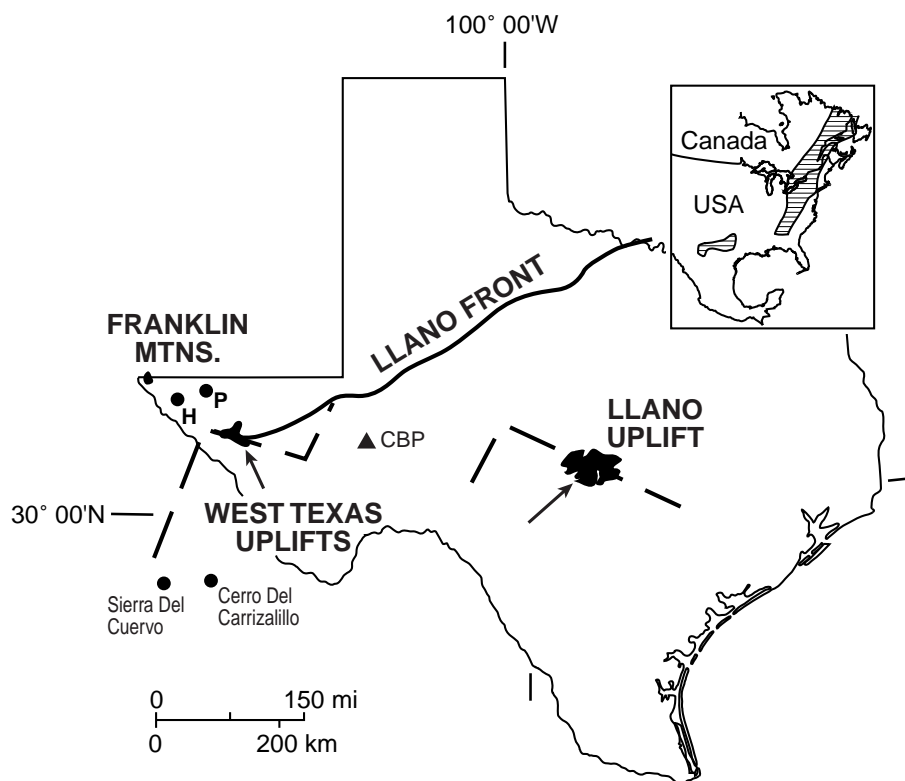 100° 00'W
Canada
USA
LLANO FRONT
FRANKLIN
MTNS.
P
H
CBP
LLANO
UPLIFT
30° 00'N
WEST TEXAS
UPLIFTS
Sierra Del
Cuervo
Cerro Del
Carrizalillo
0 150 mi
0 200 km